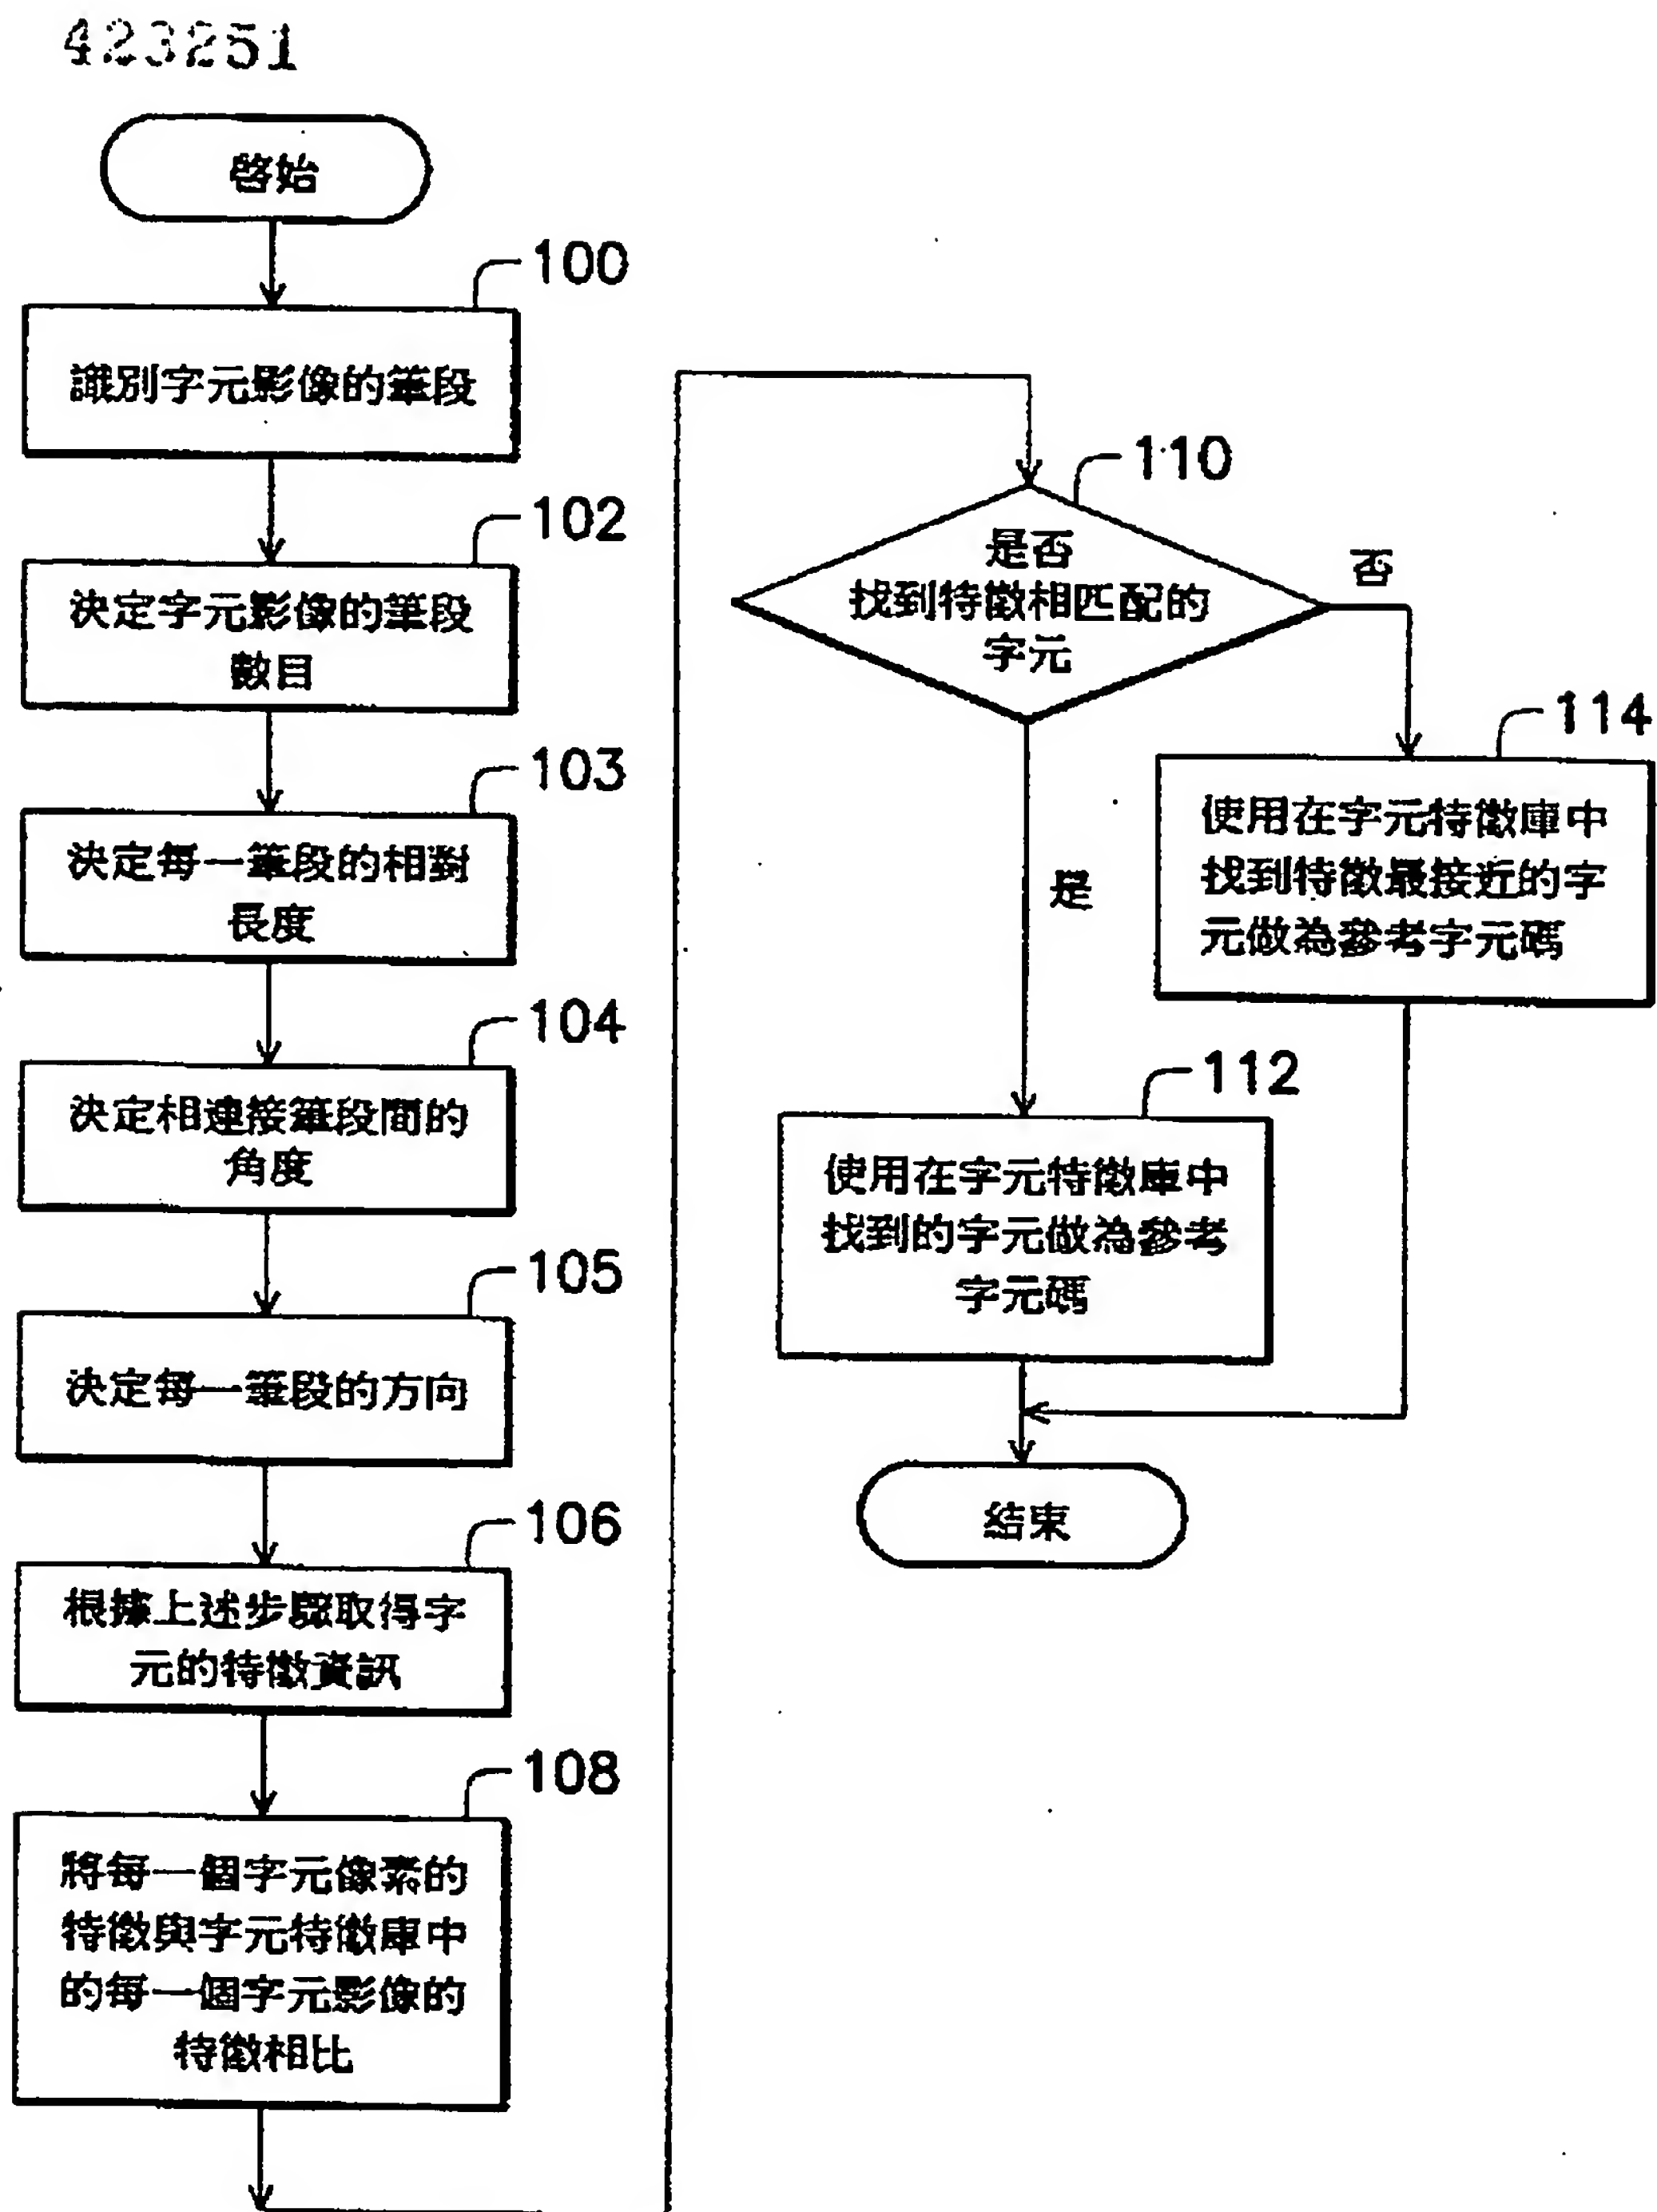 423251
啓始
100
識別字元影像的筆段
102
決定字元影像的筆段
數目
103
決定每一筆段的相對
長度
104
決定相連接筆段間的
角度
105
決定每一筆段的方向
106
根據上述步驟取得字
元的特徵資訊
108
將每一個字元像素的
特徵與字元特徵庫中
的每一個字元影像的
特徵相比
110
是否
找到特徵相匹配的
字元
否
是
114
使用在字元特徵庫中
找到特徵最接近的字
元做為參考字元碼
112
使用在字元特徵庫中
找到的字元做為參考
字元碼
結束